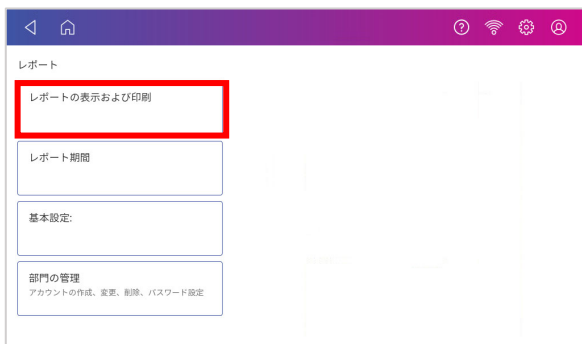 レポート
レポートの表示および印刷
レポート期間
基本設定:
部門の管理
アカウントの作成、変更、削除、パスワード設定